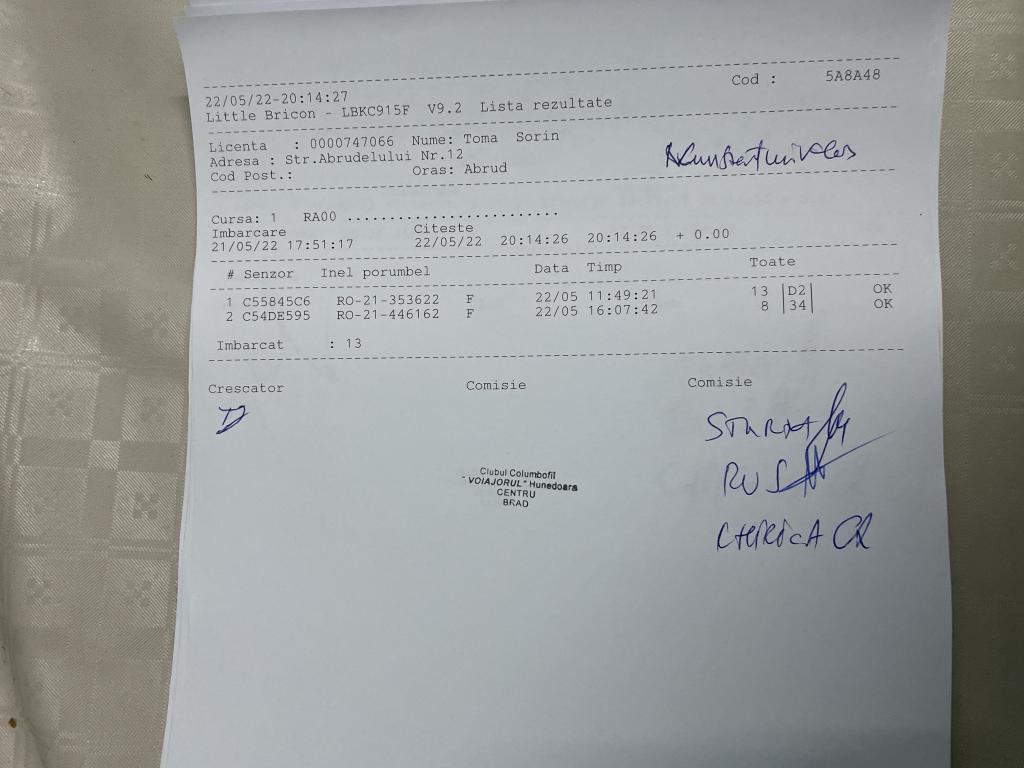 Cod : 5A8A48
22/05/22-20:14:27
Little Bricon - LBKC915F V9.2 Lista rezultate
Licenta : 0000747066 Nume: Toma Sorin
Adresa : Str.Abrudelului Nr.12
Cod Post.: Oras: Abrud
Cursa: 1 RA00 .........................
Imbarcare Citeste
21/05/22 17:51:17 22/05/22 20:14:26 20:14:26 + 0.00
# Senzor Inel porumbel Data Timp Toate
1 C55845C6 RO-21-353622 F 22/05 11:49:21 13 |D2| OK
2 C54DE595 RO-21-446162 F 22/05 16:07:42 8 |34| OK
Imbarcat : 13
Crescator Comisie Comisie
RUS
CHIRICA
Clubul Columbofil
"VOIAJORUL" Hunedoara
CENTRU
BRAD